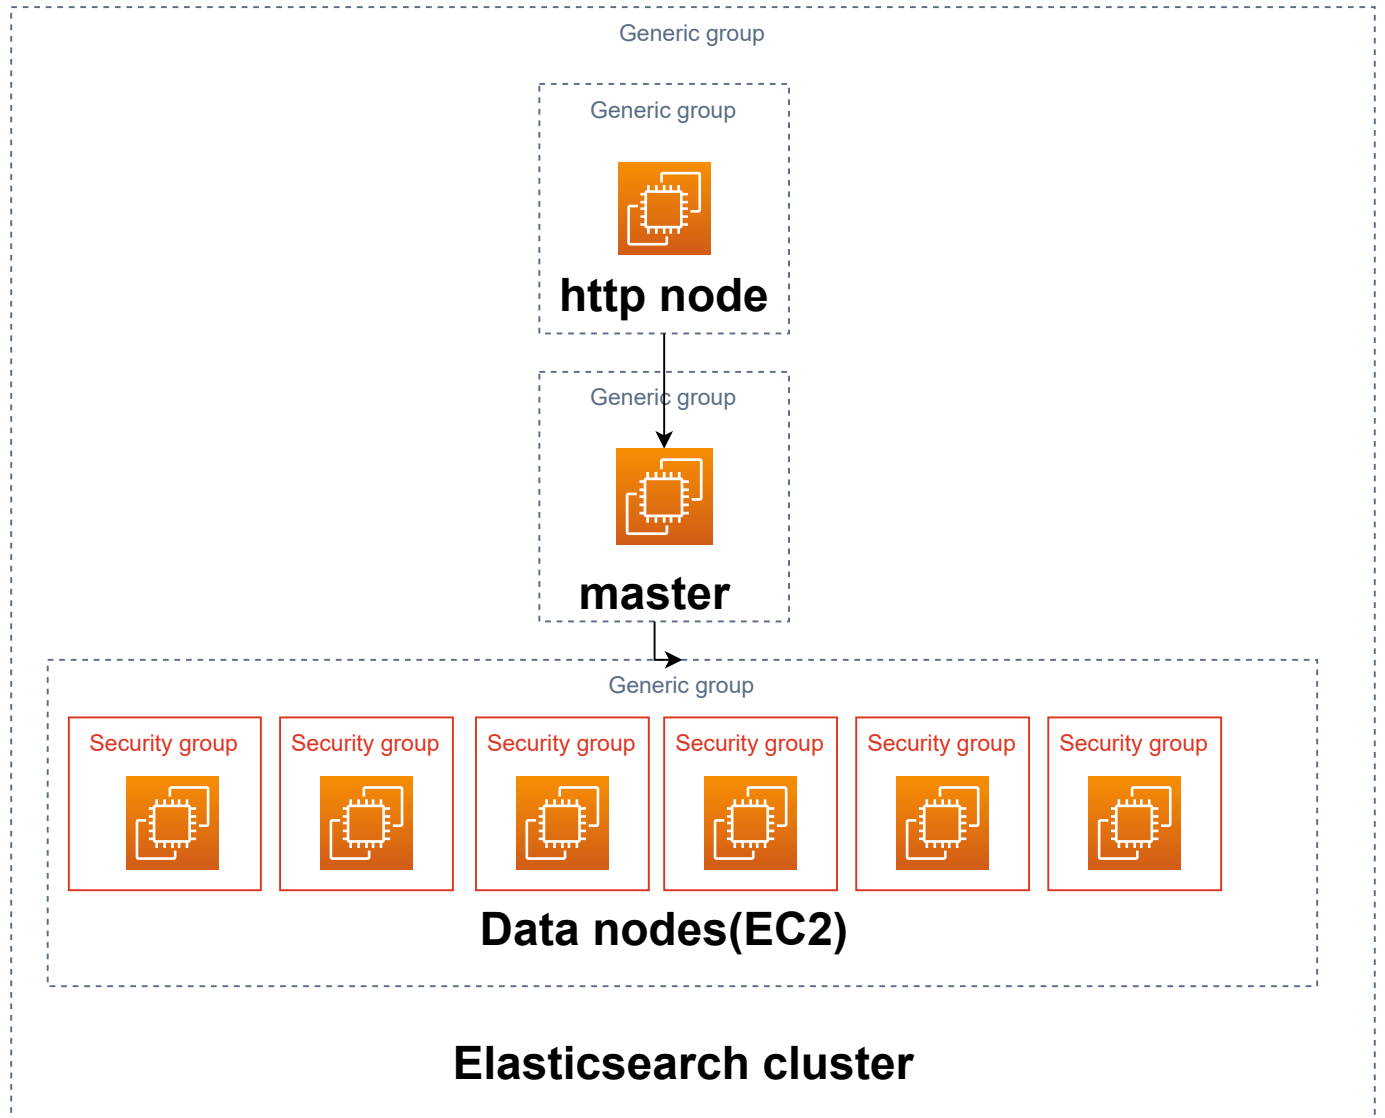 Generic group
Generic group
http node
Generic group
master
Generic group
Security group
Security group
Security group
Security group
Security group
Security group
Data nodes(EC2)
Elasticsearch cluster